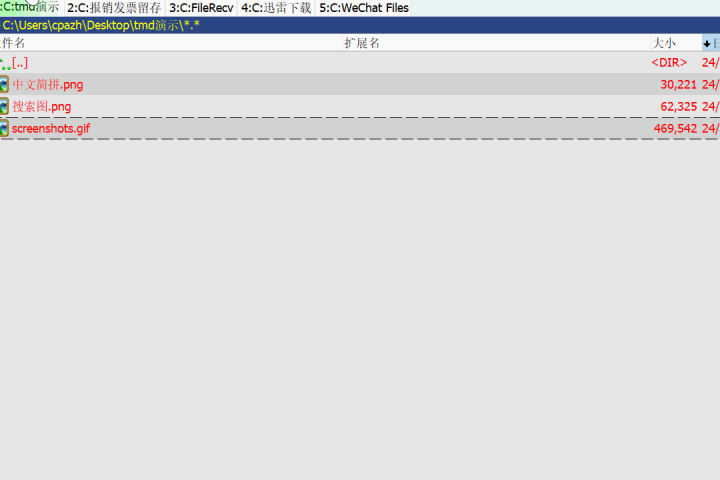 :C:tmd演示 2:C:报销发票留存 3:C:FileRecv 4:C:迅雷下载 5:C:WeChat Files
C:\Users\cpazh\Desktop\tmd演示\*.*
件名 扩展名 大小 日
[..] <DIR> 24/
中文简拼.png 30,221 24/
搜索图.png 62,325 24/
screenshots.gif 469,542 24/